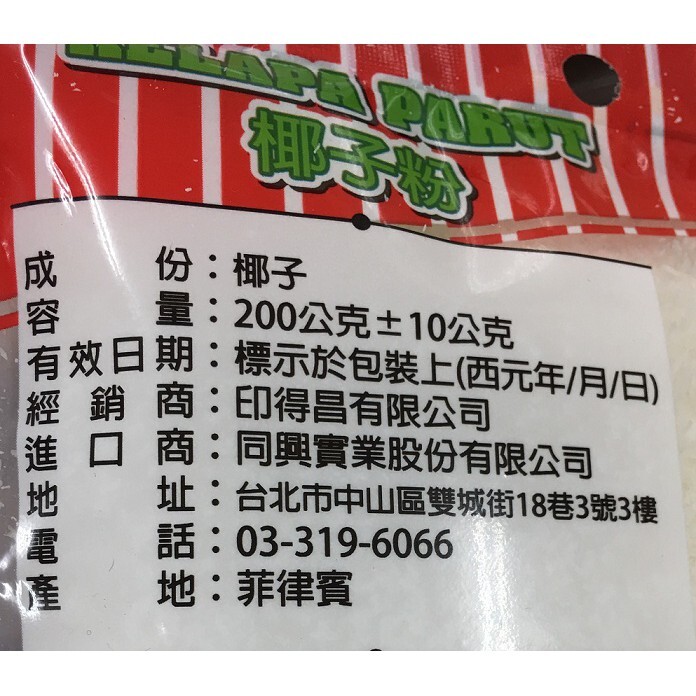 KELAPA PARUT
椰子粉
成份：椰子
容量：200公克±10公克
有效日期：標示於包裝上(西元年/月/日)
經銷商：印得昌有限公司
進口商：同興實業股份有限公司
地址：台北市中山區雙城街18巷3號3樓
電話：03-319-6066
產地：菲律賓